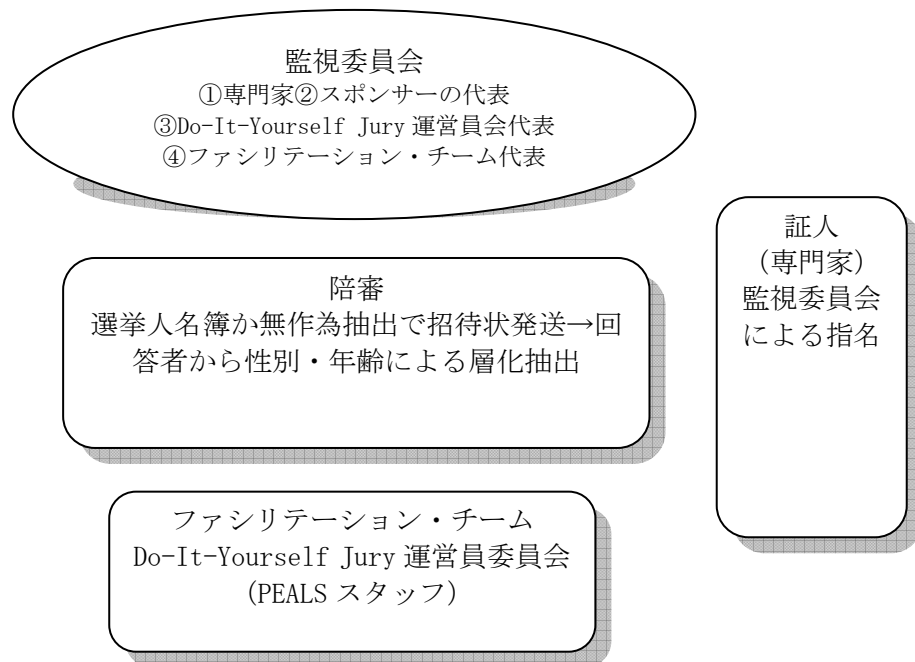 監視委員会
①専門家②スポンサーの代表
③Do-It-Yourself Jury 運営員会代表
④ファシリテーション・チーム代表
陪審
選挙人名簿か無作為抽出で招待状発送→回
答者から性別・年齢による層化抽出
証人
（専門家）
監視委員会
による指名
ファシリテーション・チーム
Do-It-Yourself Jury 運営員委員会
(PEALS スタッフ)